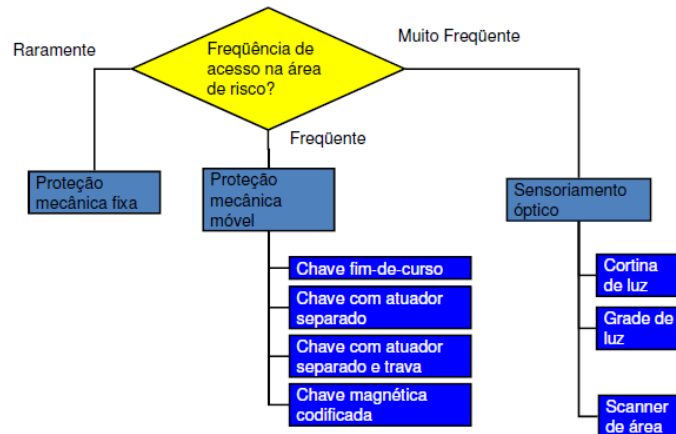 Raramente
Freqüência de
acesso na área
de risco?
Muito Freqüente
Freqüente
Proteção
mecânica fixa
Proteção
mecânica
móvel
Sensoriamento
óptico
Chave fim-de-curso
Chave com atuador
separado
Chave com atuador
separado e trava
Chave magnética
codificada
Cortina
de luz
Grade de
luz
Scanner
de área